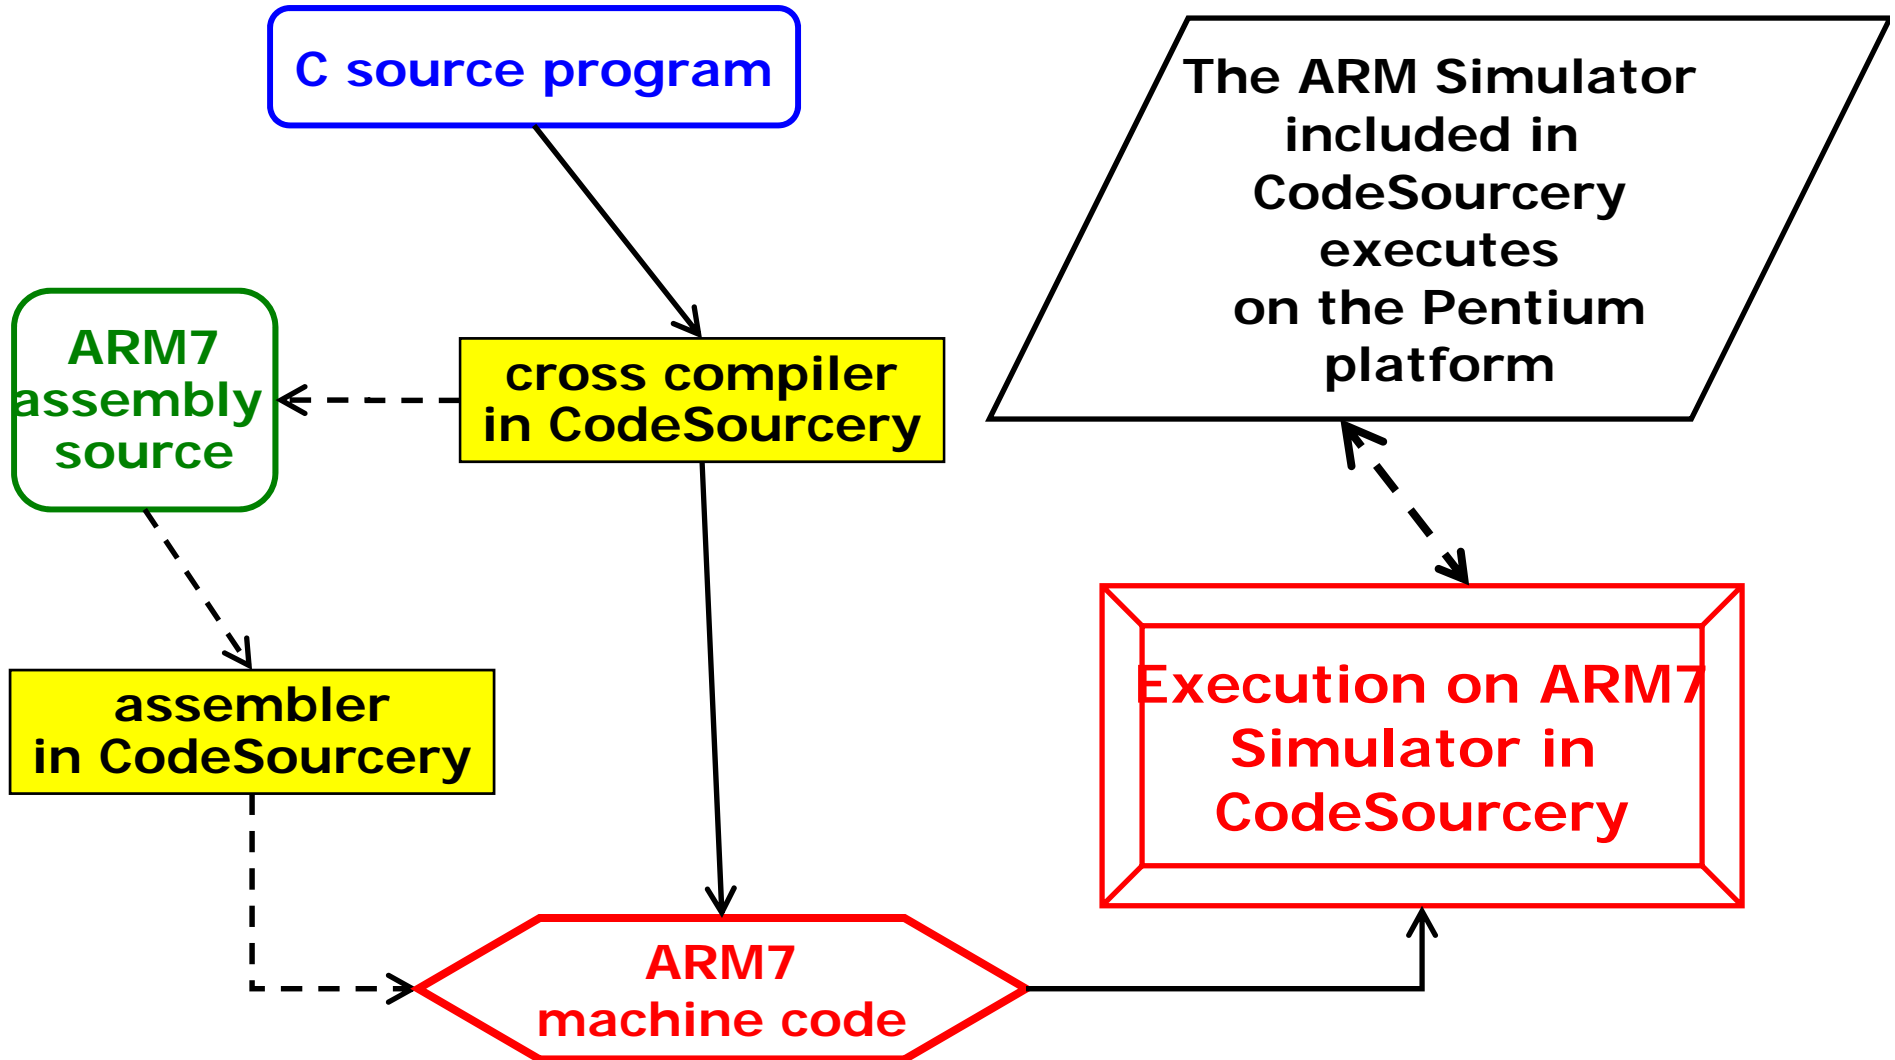 C source program
The ARM Simulator
included in
CodeSourcery
executes
on the Pentium
platform
ARM7
assembly
source
cross compiler
in CodeSourcery
assembler
in CodeSourcery
Execution on ARM7
Simulator in
CodeSourcery
ARM7
machine code